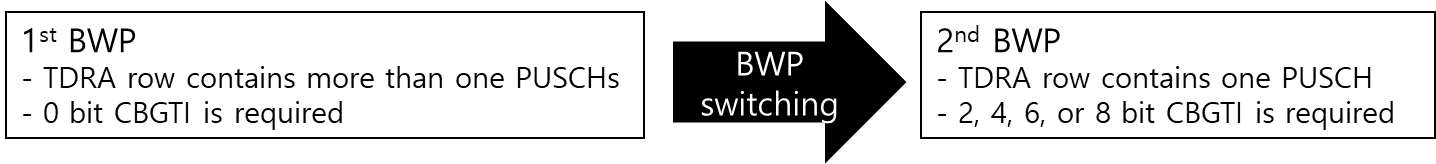 1st BWP
- TDRA row contains more than one PUSCHs
- 0 bit CBGTI is required
BWP
switching
2nd BWP
- TDRA row contains one PUSCH
- 2, 4, 6, or 8 bit CBGTI is required